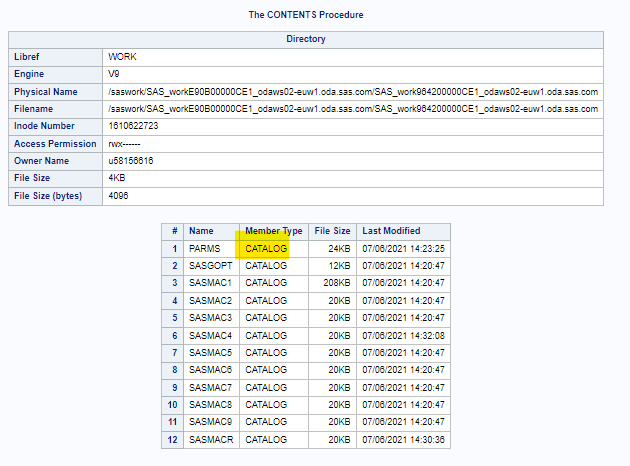 The CONTENTS Procedure
Directory
Libref WORK
Engine V9
Physical Name /saswork/SAS_workE90B00000CE1_odaws02-euw1.oda.sas.com/SAS_work964200000CE1_odaws02-euw1.oda.sas.com
Filename /saswork/SAS_workE90B00000CE1_odaws02-euw1.oda.sas.com/SAS_work964200000CE1_odaws02-euw1.oda.sas.com
Inode Number 1610622723
Access Permission rwx------
Owner Name u58156616
File Size 4KB
File Size (bytes) 4096
# Name Member Type File Size Last Modified
1 PARMS CATALOG 24KB 07/06/2021 14:23:25
2 SASGOPT CATALOG 12KB 07/06/2021 14:20:47
3 SASMAC1 CATALOG 208KB 07/06/2021 14:20:47
4 SASMAC2 CATALOG 20KB 07/06/2021 14:20:47
5 SASMAC3 CATALOG 20KB 07/06/2021 14:20:47
6 SASMAC4 CATALOG 20KB 07/06/2021 14:32:08
7 SASMAC5 CATALOG 20KB 07/06/2021 14:20:47
8 SASMAC6 CATALOG 20KB 07/06/2021 14:20:47
9 SASMAC7 CATALOG 20KB 07/06/2021 14:20:47
10 SASMAC8 CATALOG 20KB 07/06/2021 14:20:47
11 SASMAC9 CATALOG 20KB 07/06/2021 14:20:47
12 SASMACR CATALOG 20KB 07/06/2021 14:30:36